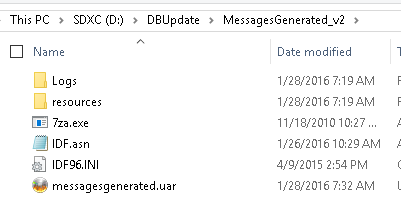 This PC > SDXC (D:) > DBUpdate > MessagesGenerated_v2 >
Name Date modified T
Logs 1/28/2016 7:19 AM F
resources 1/28/2016 7:19 AM F
7za.exe 11/18/2010 10:27 ... A
IDF.asn 1/26/2016 10:29 AM A
IDF96.INI 4/9/2015 2:54 PM C
messagesgenerated.uar 1/28/2016 7:32 AM U